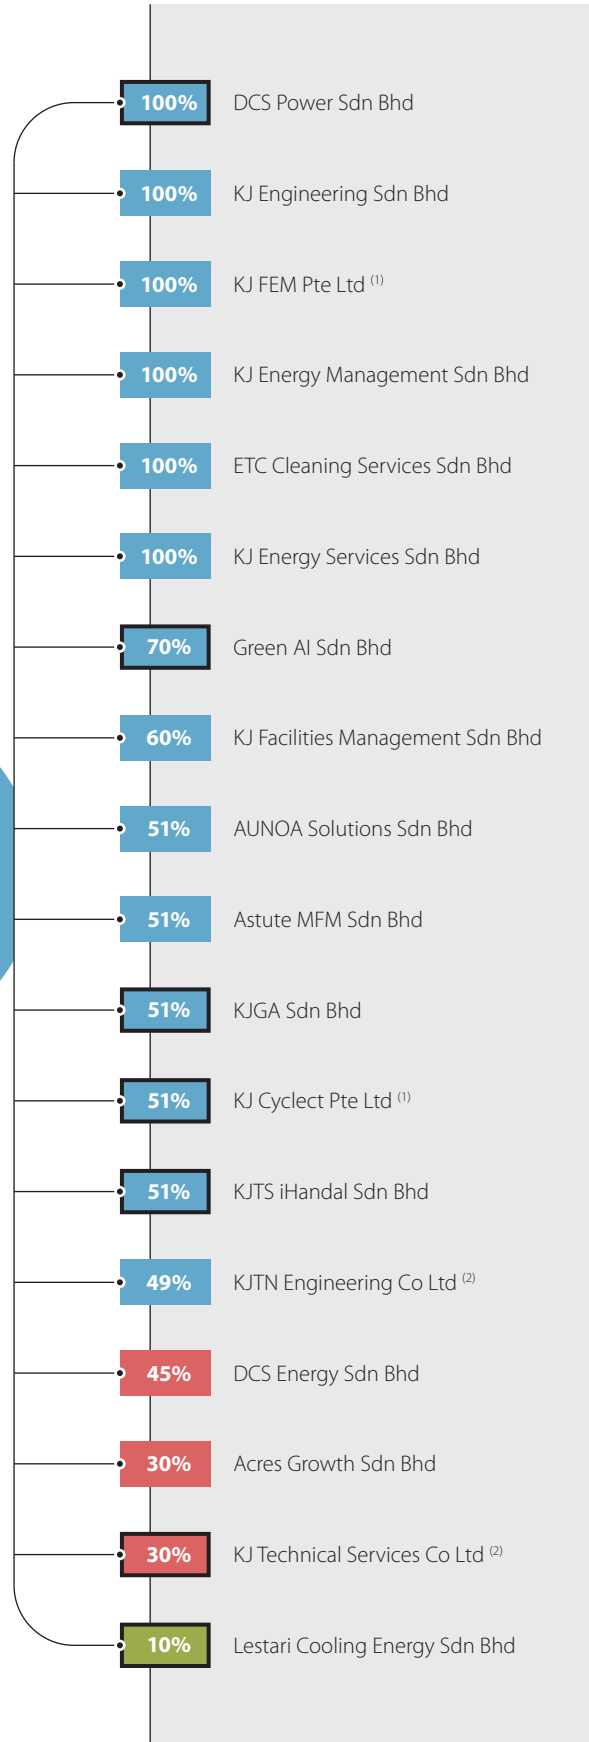 100% DCS Power Sdn Bhd
100% KJ Engineering Sdn Bhd
100% KJ FEM Pte Ltd (1)
100% KJ Energy Management Sdn Bhd
100% ETC Cleaning Services Sdn Bhd
100% KJ Energy Services Sdn Bhd
70% Green AI Sdn Bhd
60% KJ Facilities Management Sdn Bhd
51% AUNOA Solutions Sdn Bhd
51% Astute MFM Sdn Bhd
51% KJGA Sdn Bhd
51% KJ Cyclect Pte Ltd (1)
51% KJTS iHandal Sdn Bhd
49% KJTN Engineering Co Ltd (2)
45% DCS Energy Sdn Bhd
30% Acres Growth Sdn Bhd
30% KJ Technical Services Co Ltd (2)
10% Lestari Cooling Energy Sdn Bhd